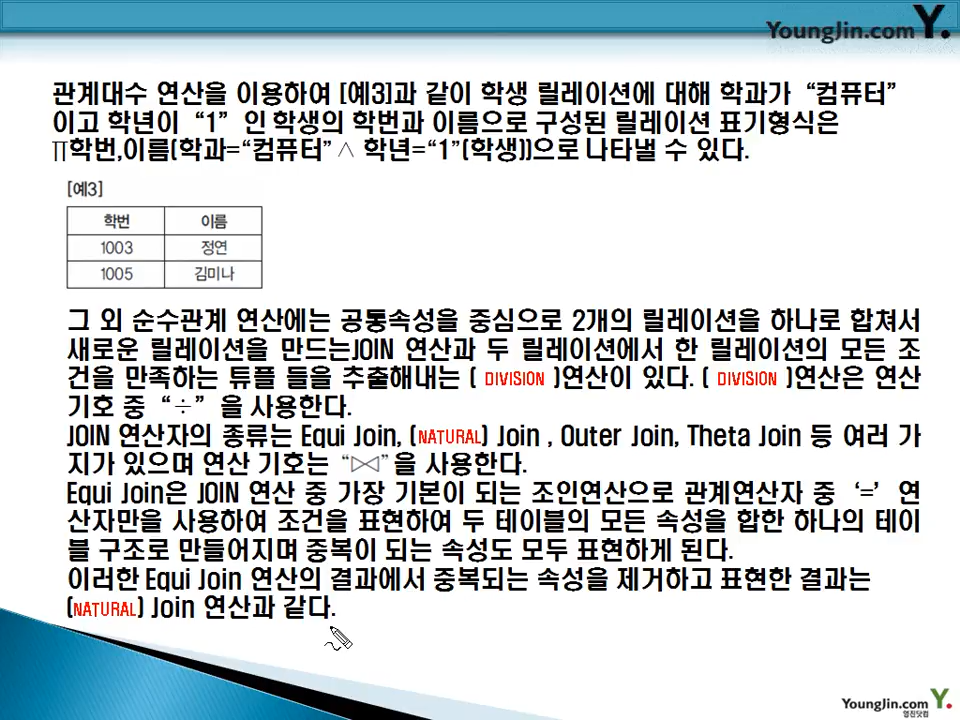 YoungJin.com Y.
관계대수 연산을 이용하여 [예3]과 같이 학생 릴레이션에 대해 학과가 “컴퓨터”
이고 학년이 “1” 인 학생의 학번과 이름으로 구성된 릴레이션 표기형식은
∏학번,이름(학과=“컴퓨터” ∧ 학년=“1”(학생))으로 나타낼 수 있다.
[예3]
학번 이름
1003 정연
1005 김미나
그 외 순수관계 연산에는 공통속성을 중심으로 2개의 릴레이션을 하나로 합쳐서
새로운 릴레이션을 만드는JOIN 연산과 두 릴레이션에서 한 릴레이션의 모든 조
건을 만족하는 튜플 들을 추출해내는 ( DIVISION )연산이 있다. ( DIVISION )연산은 연산
기호 중 “÷” 을 사용한다.
JOIN 연산자의 종류는 Equi Join, (NATURAL) Join , Outer Join, Theta Join 등 여러 가
지가 있으며 연산 기호는 “⋈”을 사용한다.
Equi Join은 JOIN 연산 중 가장 기본이 되는 조인연산으로 관계연산자 중 ‘=’ 연
산자만을 사용하여 조건을 표현하여 두 테이블의 모든 속성을 합한 하나의 테이
블 구조로 만들어지며 중복이 되는 속성도 모두 표현하게 된다.
이러한 Equi Join 연산의 결과에서 중복되는 속성을 제거하고 표현한 결과는
(NATURAL) Join 연산과 같다.
YoungJin.com Y.
영진닷컴